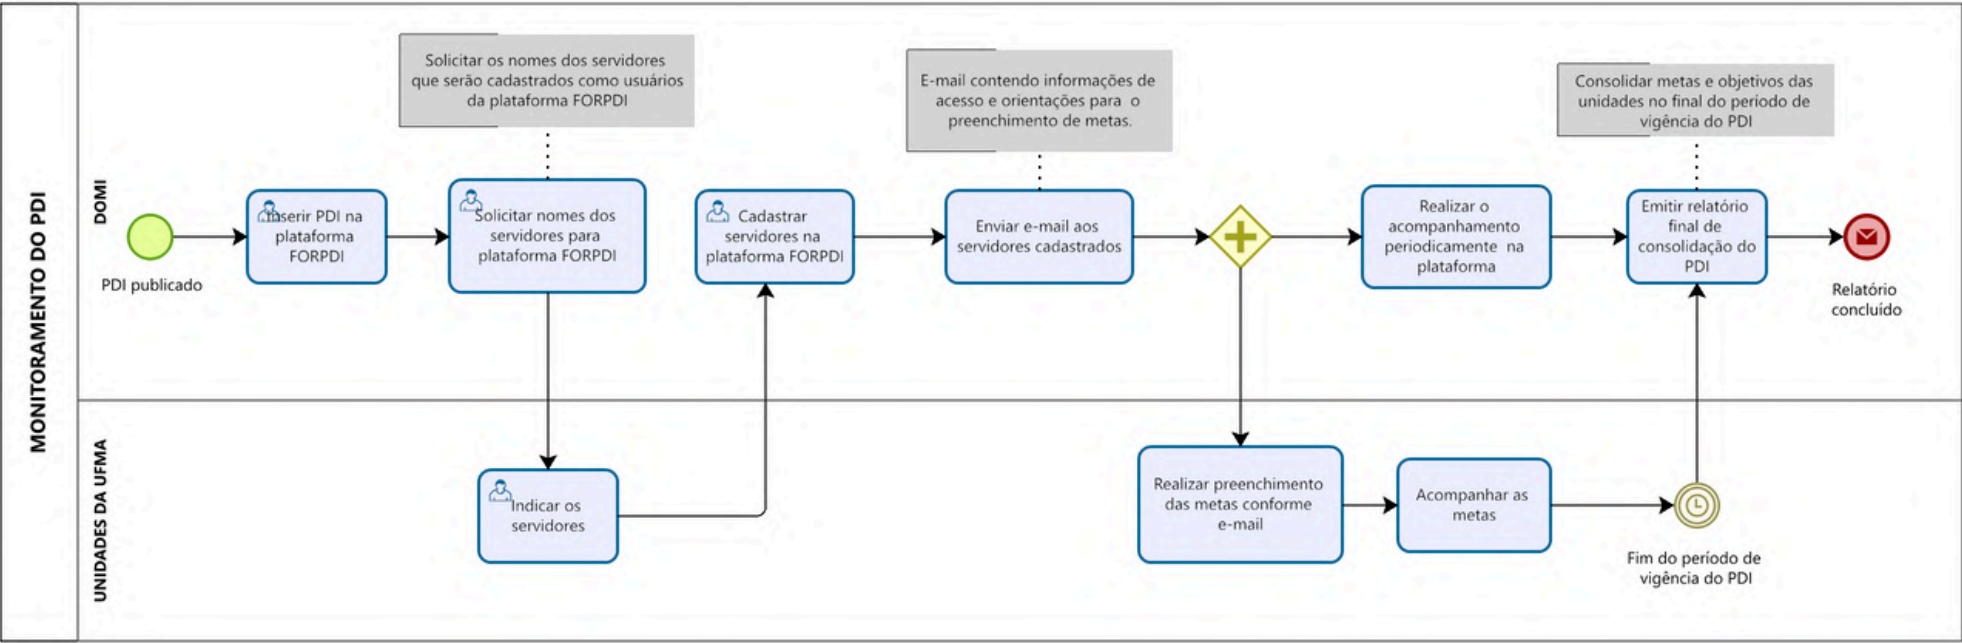 MONITORAMENTO DO PDI
DOMI
PDI publicado
Inserir PDI na
plataforma
FORPDI
Solicitar os nomes dos servidores
que serão cadastrados como usuários
da plataforma FORPDI
Solicitar nomes dos
servidores para
plataforma FORPDI
Cadastrar
servidores na
plataforma FORPDI
E-mail contendo informações de
acesso e orientações para o
preenchimento de metas.
Enviar e-mail aos
servidores cadastrados
Realizar o
acompanhamento
periodicamente na
plataforma
Consolidar metas e objetivos das
unidades no final do período de
vigência do PDI
Emitir relatório
final de
consolidação do
PDI
Relatório
concluído
UNIDADES DA UFMA
Indicar os
servidores
Realizar preenchimento
das metas conforme
e-mail
Acompanhar as
metas
Fim do período de
vigência do PDI